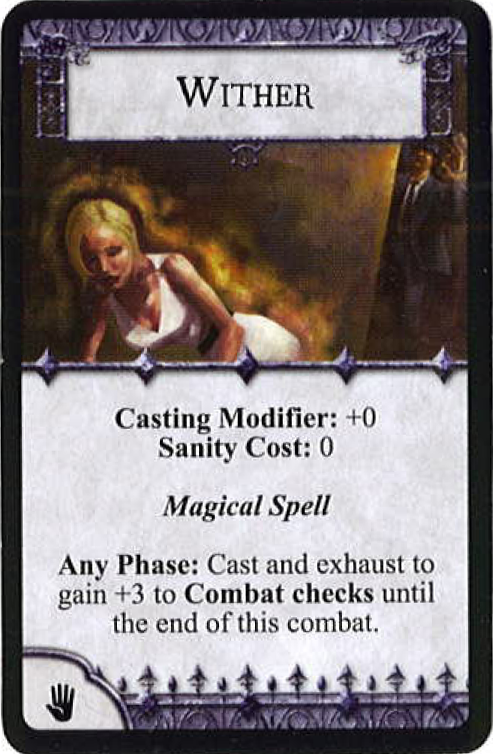 Wither
Casting Modifier: +0
Sanity Cost: 0
Magical Spell
Any Phase: Cast and exhaust to
gain +3 to Combat checks until
the end of this combat.